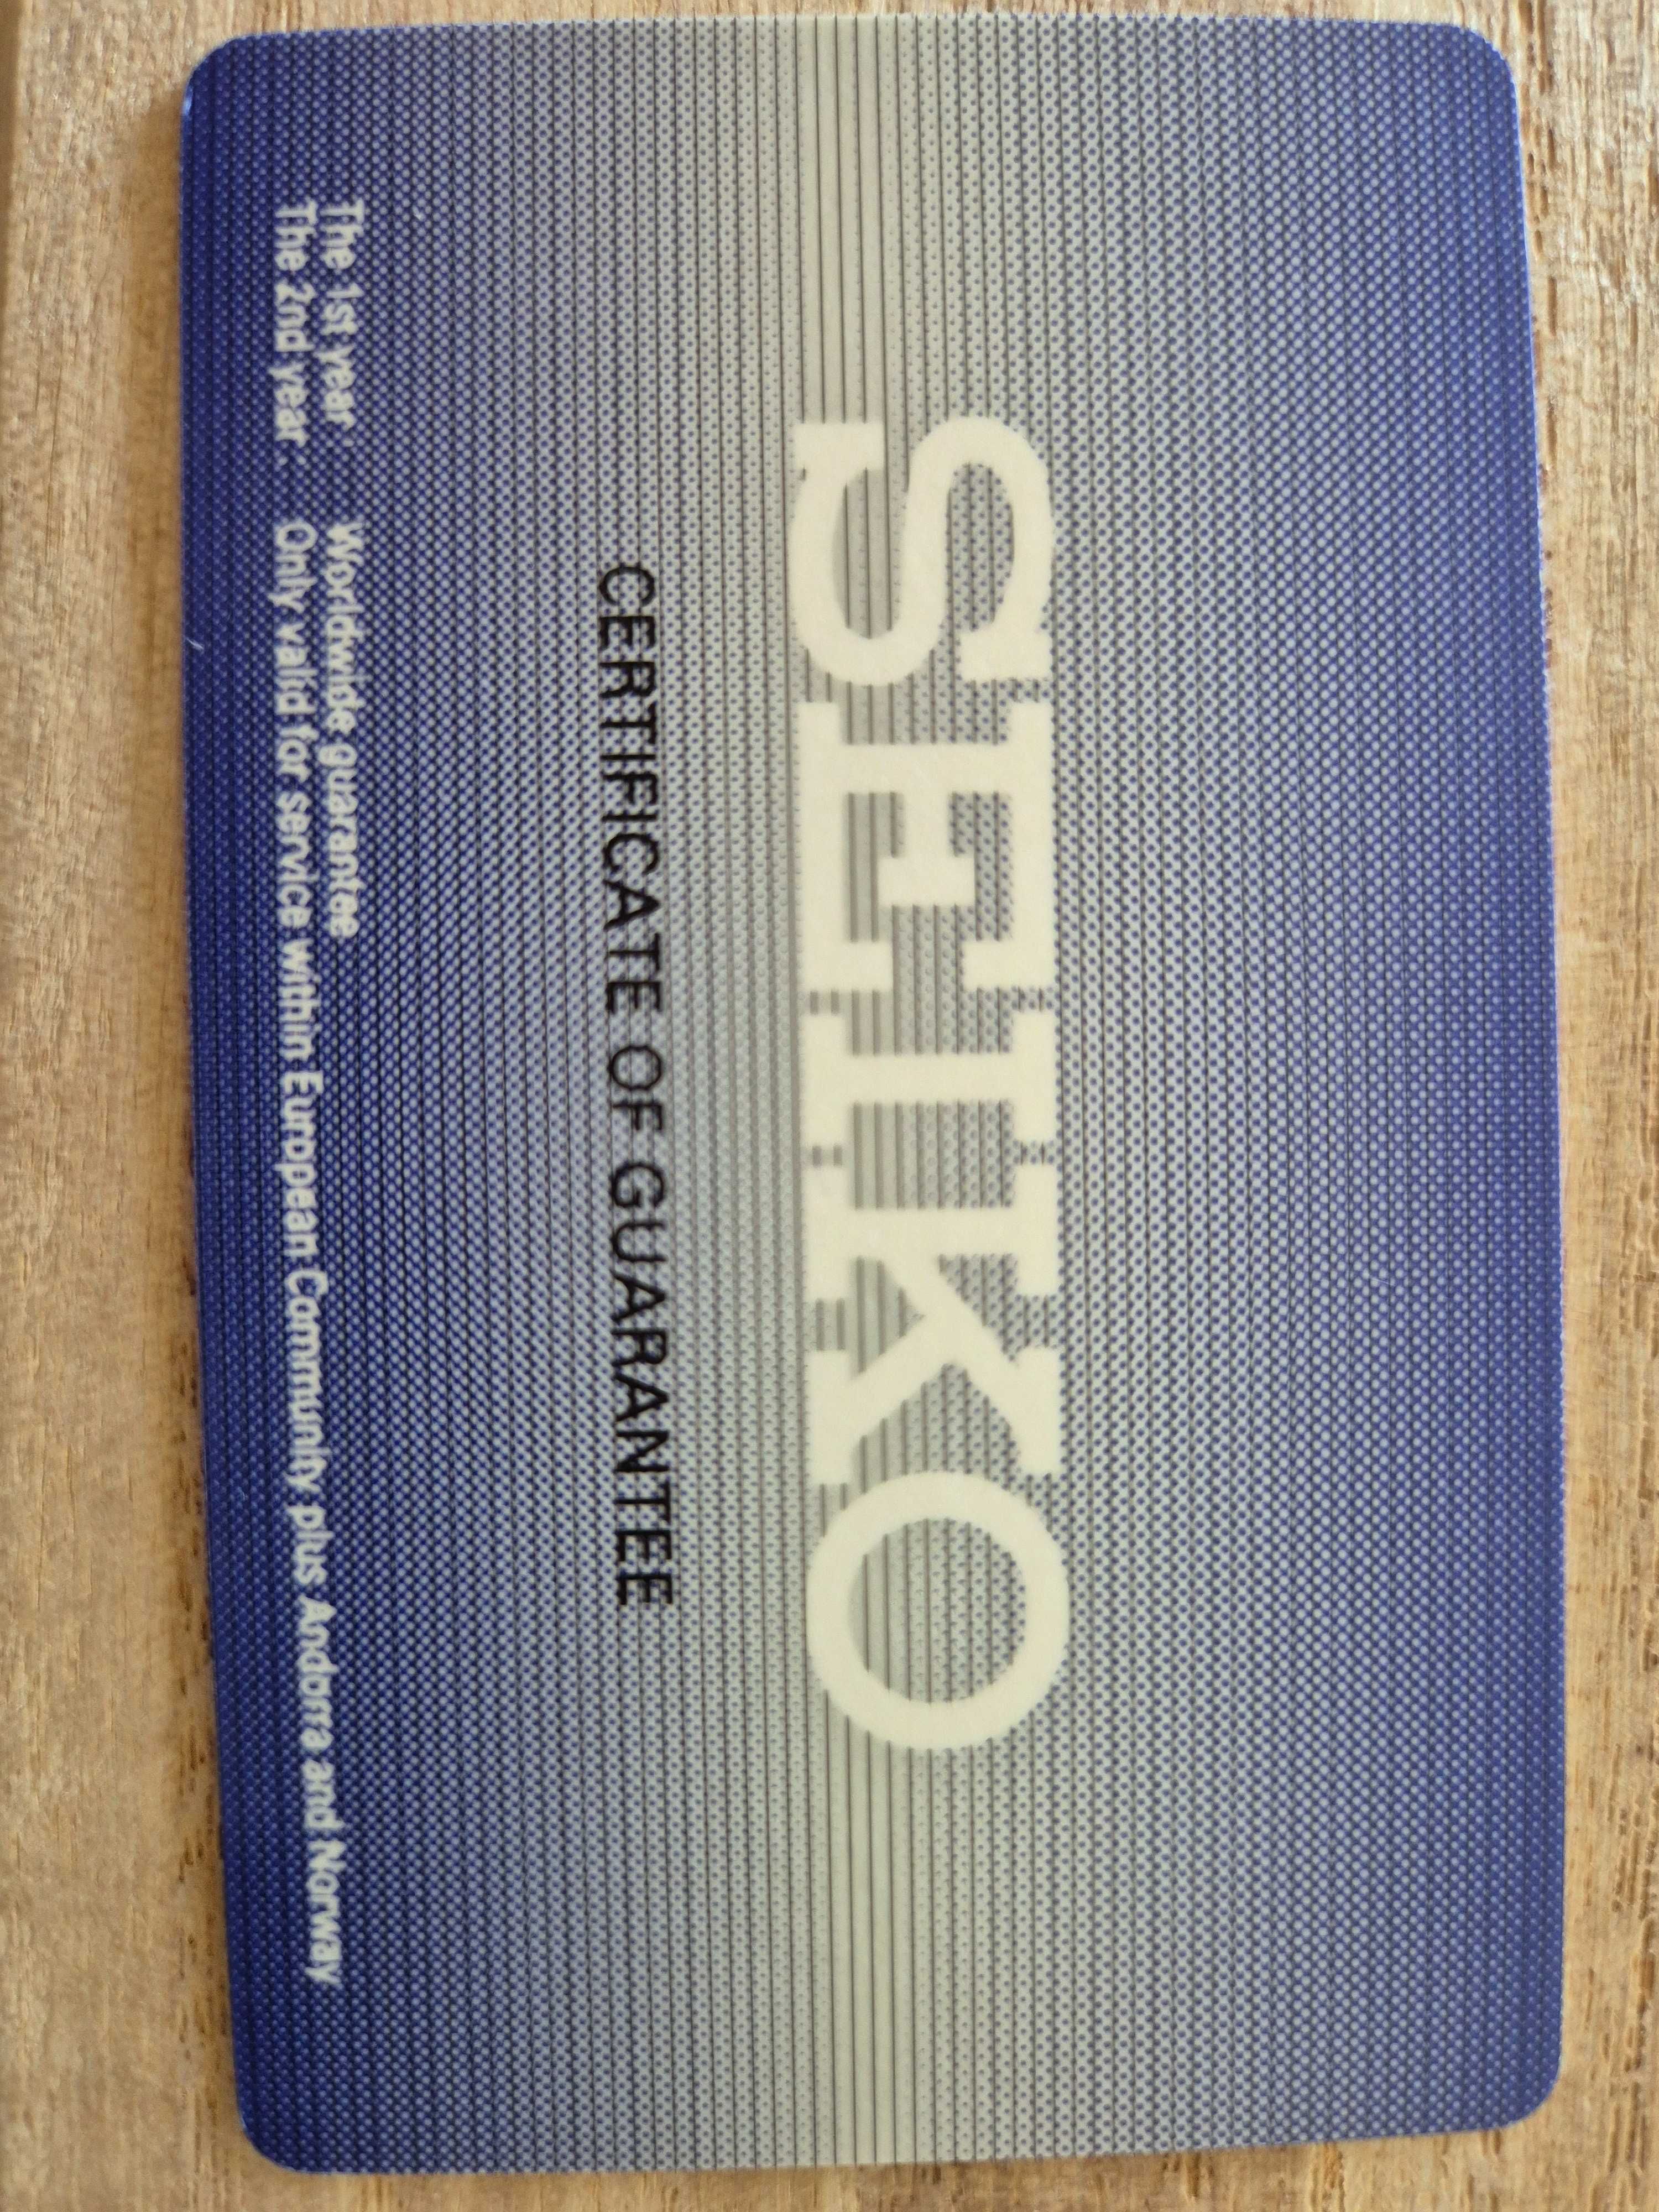 SEIKO
CERTIFICATE OF GUARANTEE
The 1st year Worldwide guarantee
The 2nd year Only valid for service within European Community plus Andorra and Norway